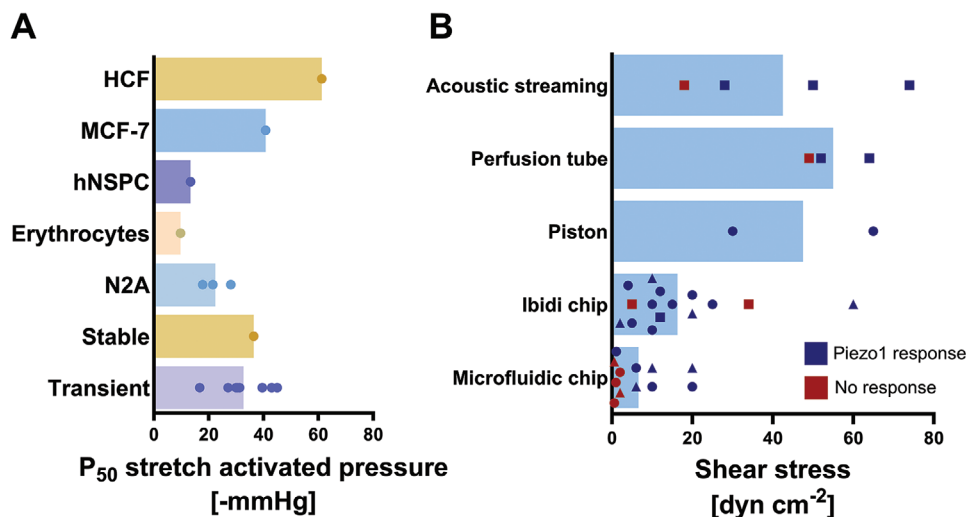 A
HCF
MCF-7
hNSPC
Erythrocytes
N2A
Stable
Transient
0 20 40 60 80
P50 stretch activated pressure
[-mmHg]
B
Acoustic streaming
Perfusion tube
Piston
Ibidi chip
Microfluidic chip
Piezo1 response
No response
0 20 40 60 80
Shear stress
[dyn cm-2]